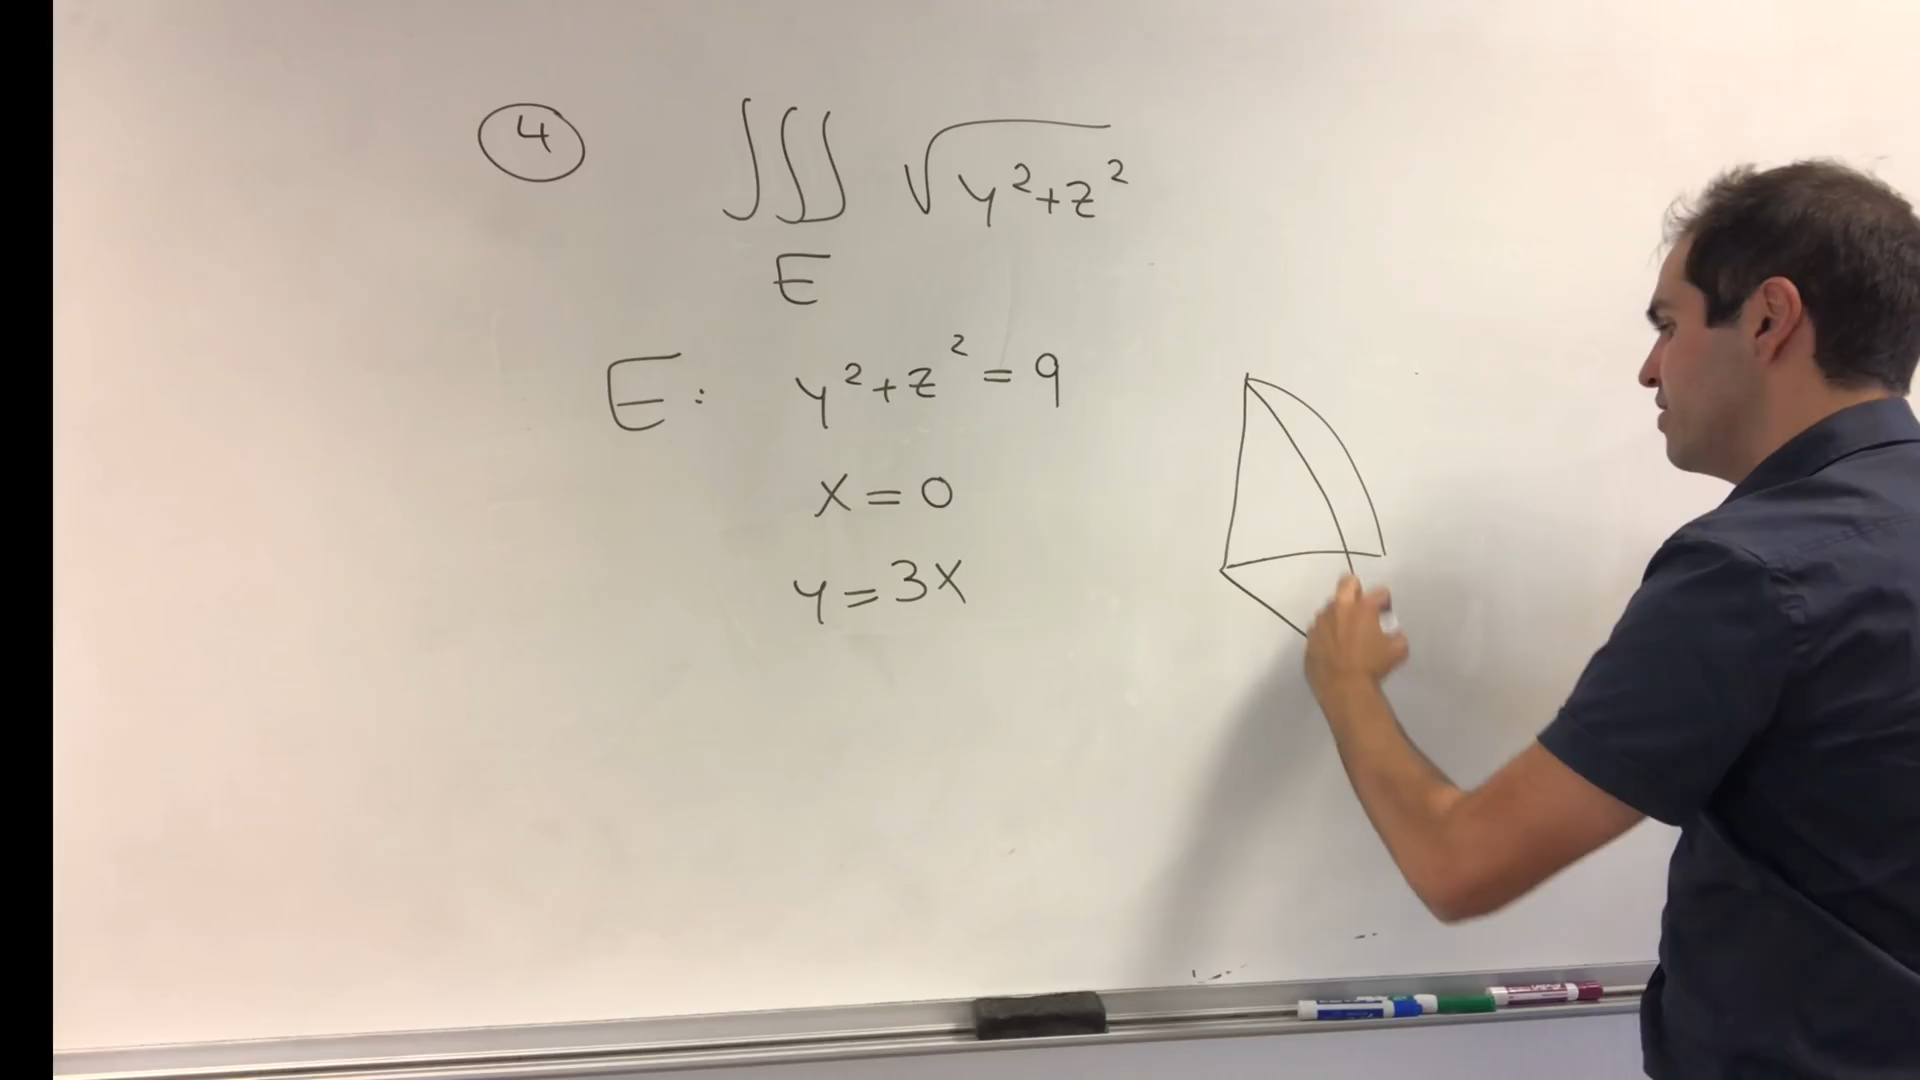 4 ∭ √y²+z²
E
E: y²+z²=9
x=0
y=3x